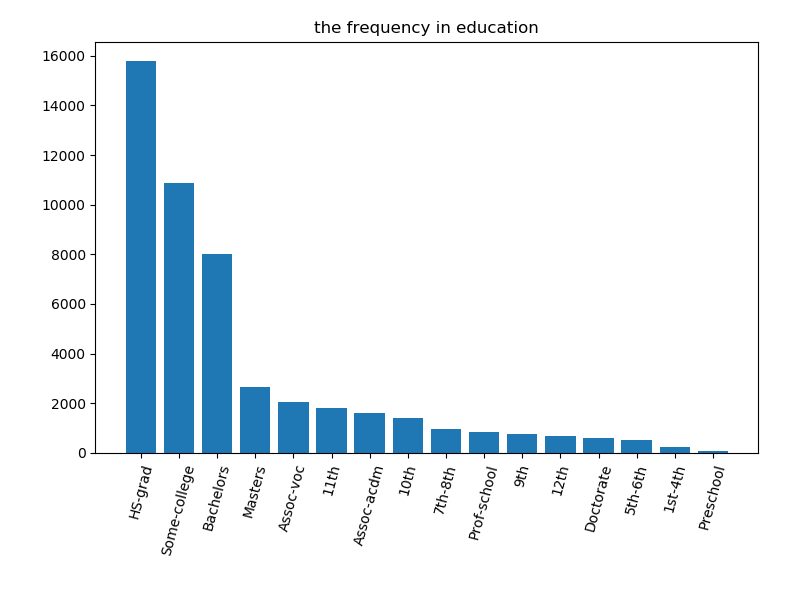 the frequency in education
16000
14000
12000
10000
8000
6000
4000
2000
0
HS-grad
Some-college
Bachelors
Masters
Assoc-voc
11th
Assoc-acdm
10th
7th-8th
Prof-school
9th
12th
Doctorate
5th-6th
1st-4th
Preschool